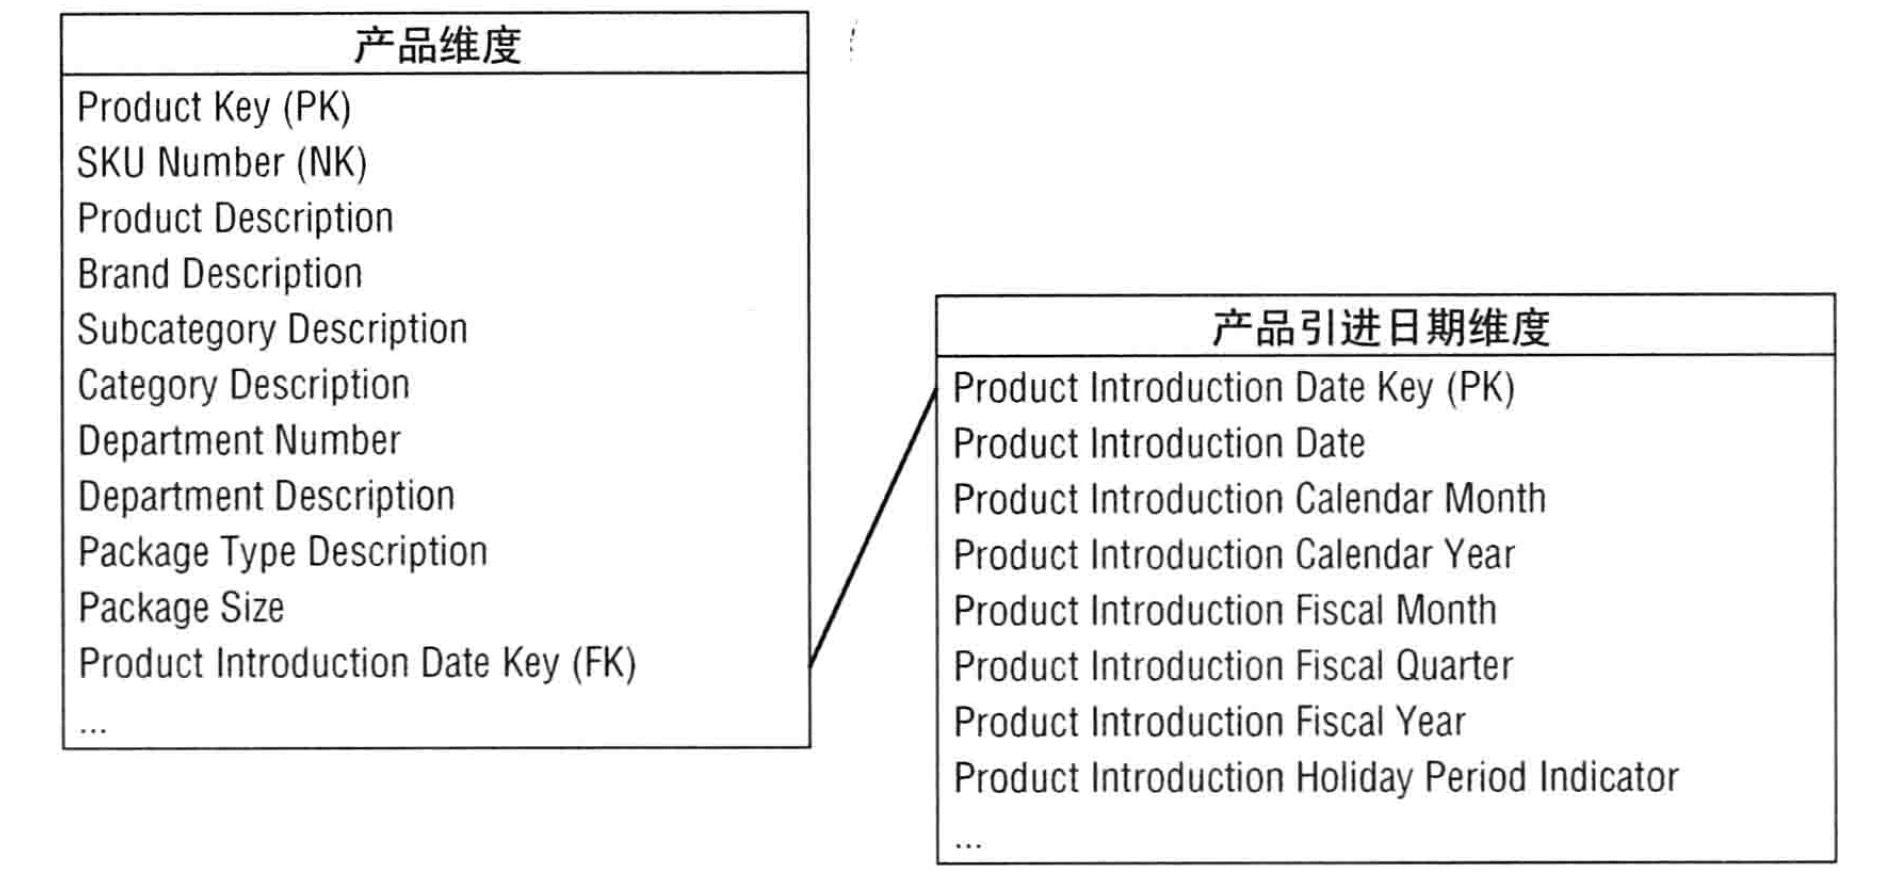 产品维度
Product Key (PK)
SKU Number (NK)
Product Description
Brand Description
Subcategory Description
Category Description
Department Number
Department Description
Package Type Description
Package Size
Product Introduction Date Key (FK)
...
产品引进日期维度
Product Introduction Date Key (PK)
Product Introduction Date
Product Introduction Calendar Month
Product Introduction Calendar Year
Product Introduction Fiscal Month
Product Introduction Fiscal Quarter
Product Introduction Fiscal Year
Product Introduction Holiday Period Indicator
...